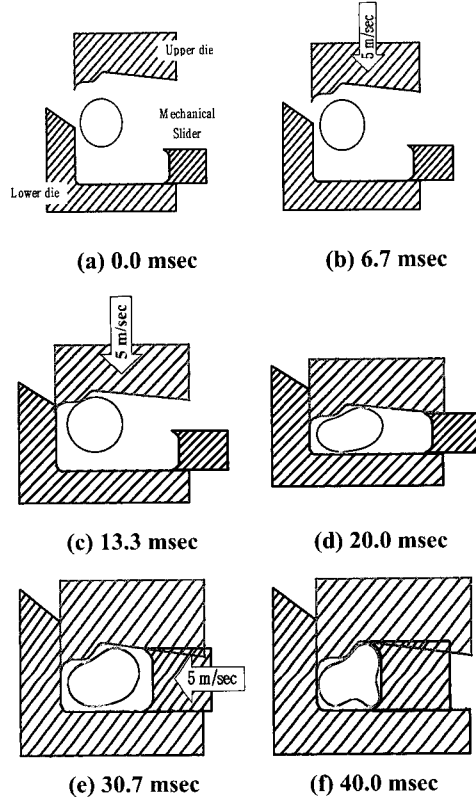 Upper die
5 m/sec
Mechanical
Slider
Lower die
(a) 0.0 msec
(b) 6.7 msec
5 m/sec
(c) 13.3 msec
(d) 20.0 msec
5 m/sec
(e) 30.7 msec
(f) 40.0 msec